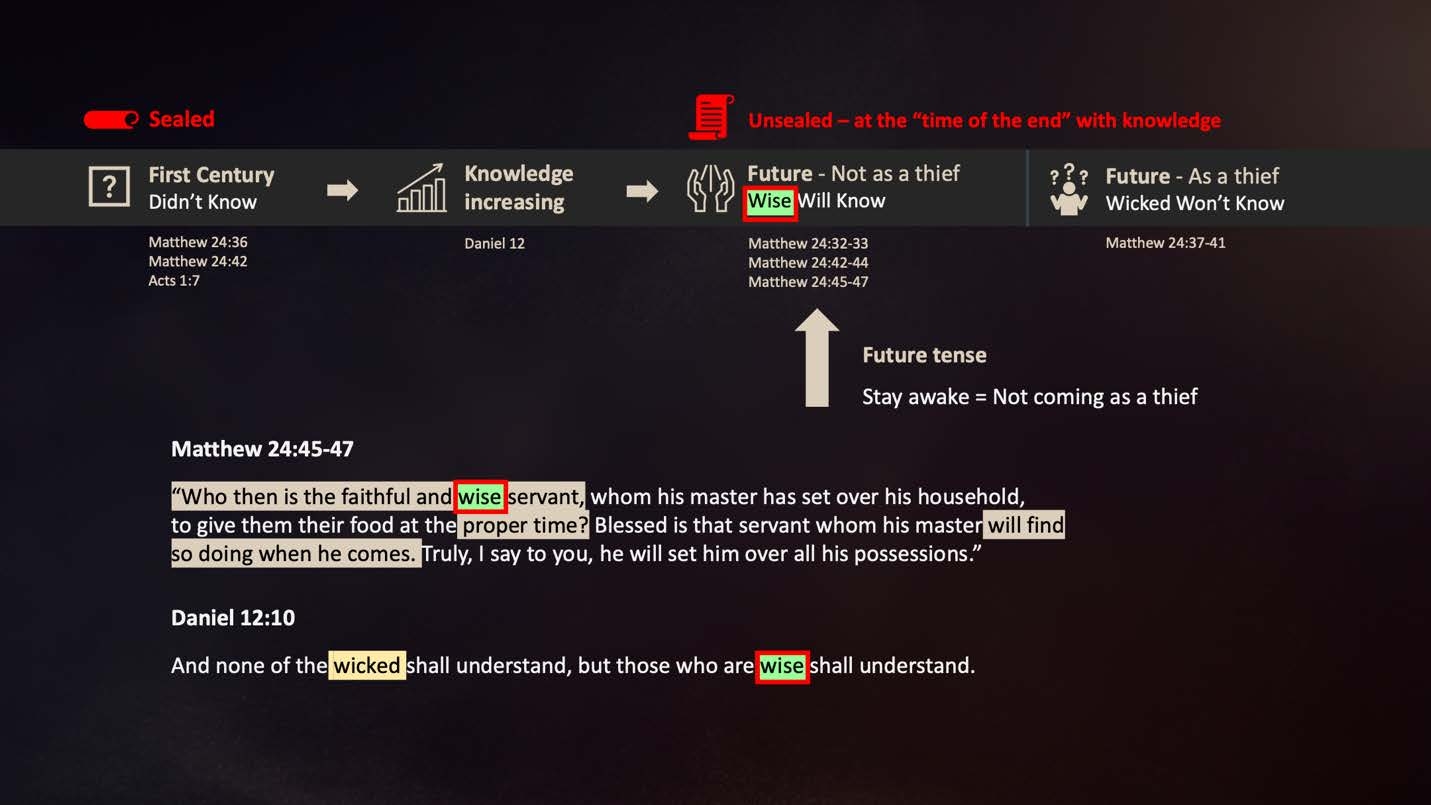 Sealed
Unsealed – at the “time of the end” with knowledge
?
First Century
Didn’t Know
Matthew 24:36
Matthew 24:42
Acts 1:7
Knowledge
increasing
Daniel 12
Future - Not as a thief
Wise Will Know
Matthew 24:32-33
Matthew 24:42-44
Matthew 24:45-47
???
Future - As a thief
Wicked Won’t Know
Matthew 24:37-41
Future tense
Stay awake = Not coming as a thief
Matthew 24:45-47
“Who then is the faithful and wise servant, whom his master has set over his household,
to give them their food at the proper time? Blessed is that servant whom his master will find
so doing when he comes. Truly, I say to you, he will set him over all his possessions.”
Daniel 12:10
And none of the wicked shall understand, but those who are wise shall understand.